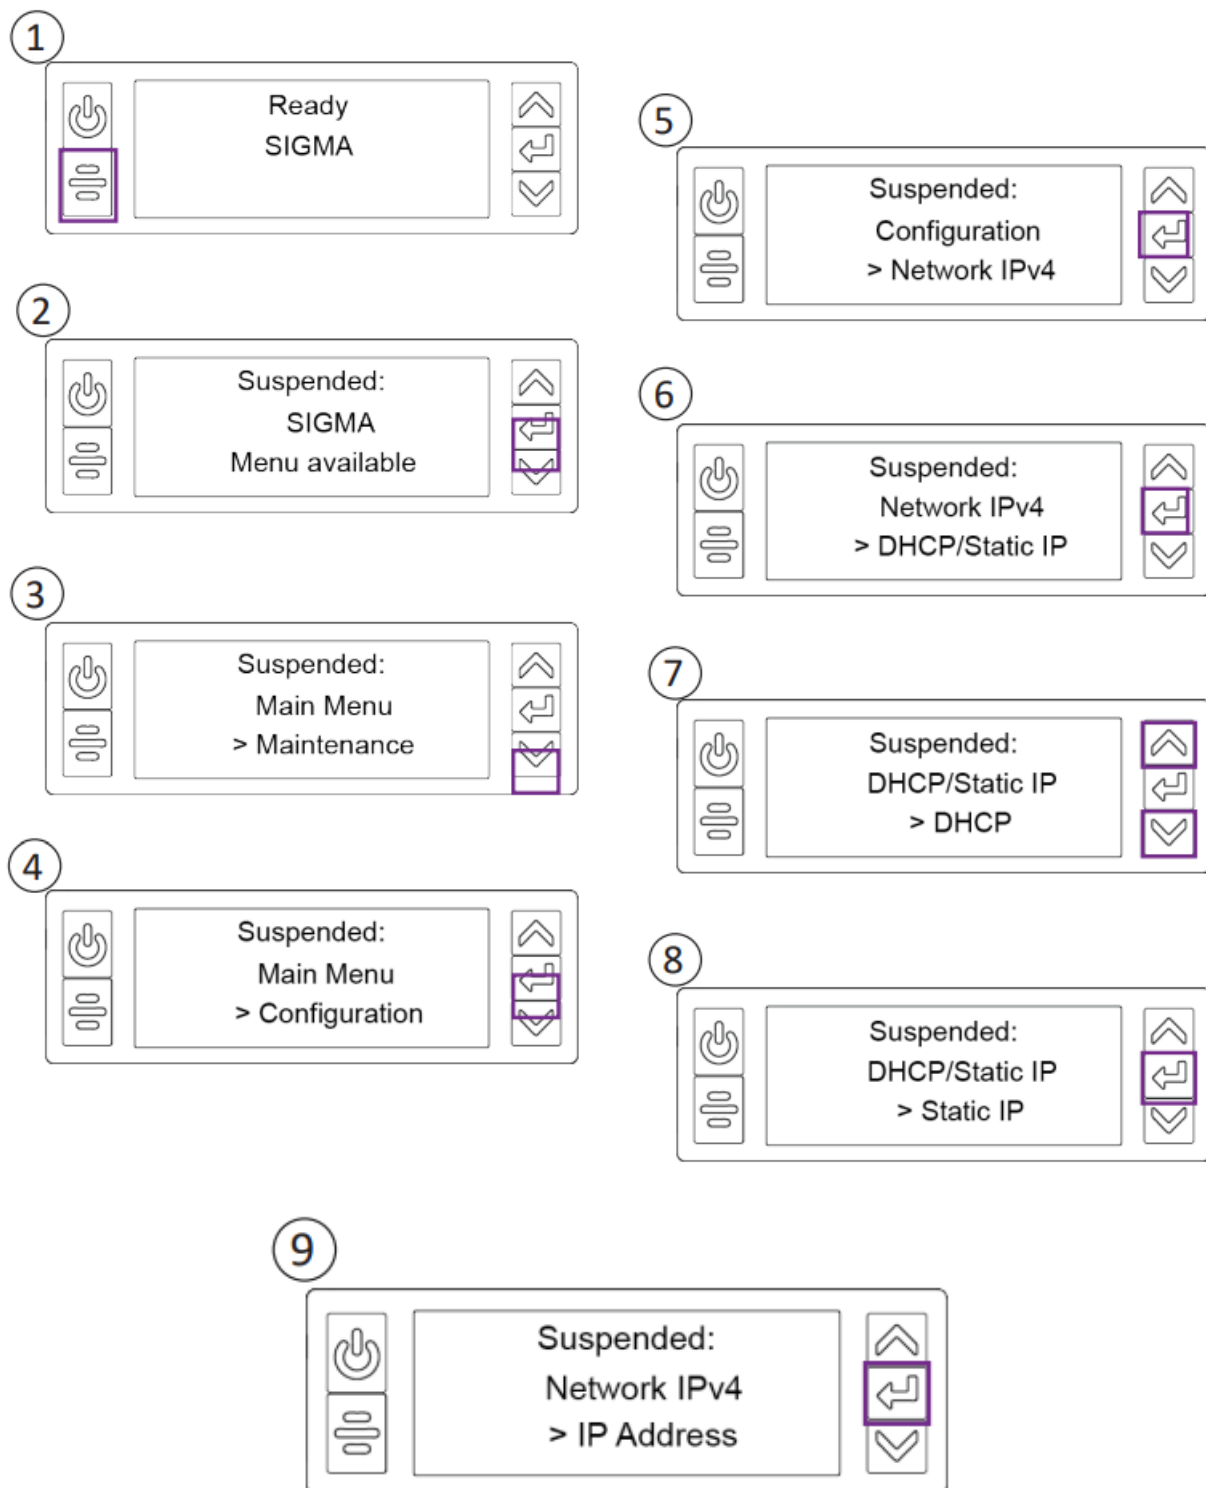 1
Ready
SIGMA
2
Suspended:
SIGMA
Menu available
3
Suspended:
Main Menu
> Maintenance
4
Suspended:
Main Menu
> Configuration
5
Suspended:
Configuration
> Network IPv4
6
Suspended:
Network IPv4
> DHCP/Static IP
7
Suspended:
DHCP/Static IP
> DHCP
8
Suspended:
DHCP/Static IP
> Static IP
9
Suspended:
Network IPv4
> IP Address